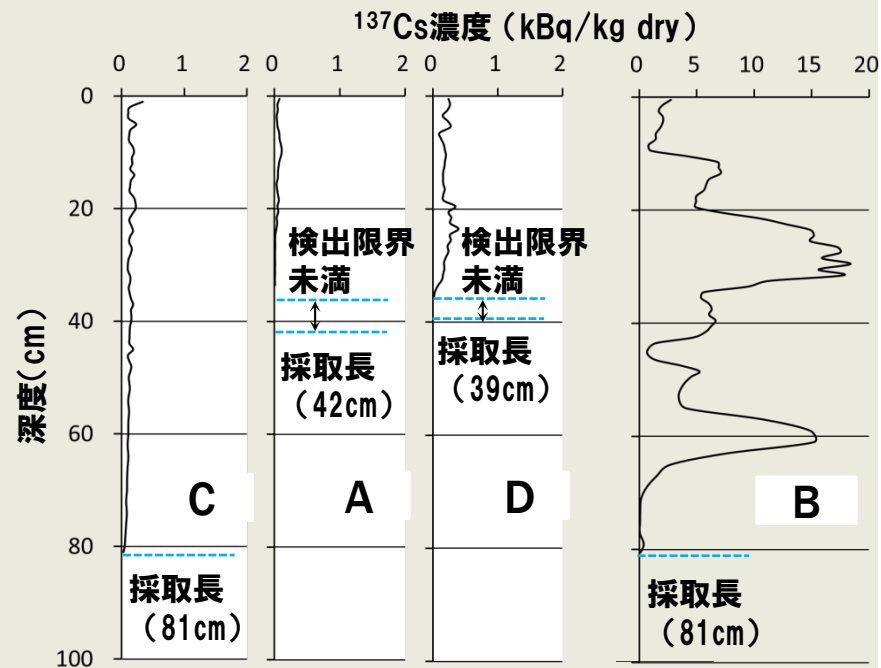 ¹³⁷Cs濃度（kBq/kg dry）
0 1 2
0 1 2
0 1 2
0 5 10 15 20
深度(cm)
0
20
40
60
80
100
C
採取長
（81cm）
検出限界
未満
採取長
（42cm）
A
検出限界
未満
採取長
（39cm）
D
B
採取長
（81cm）